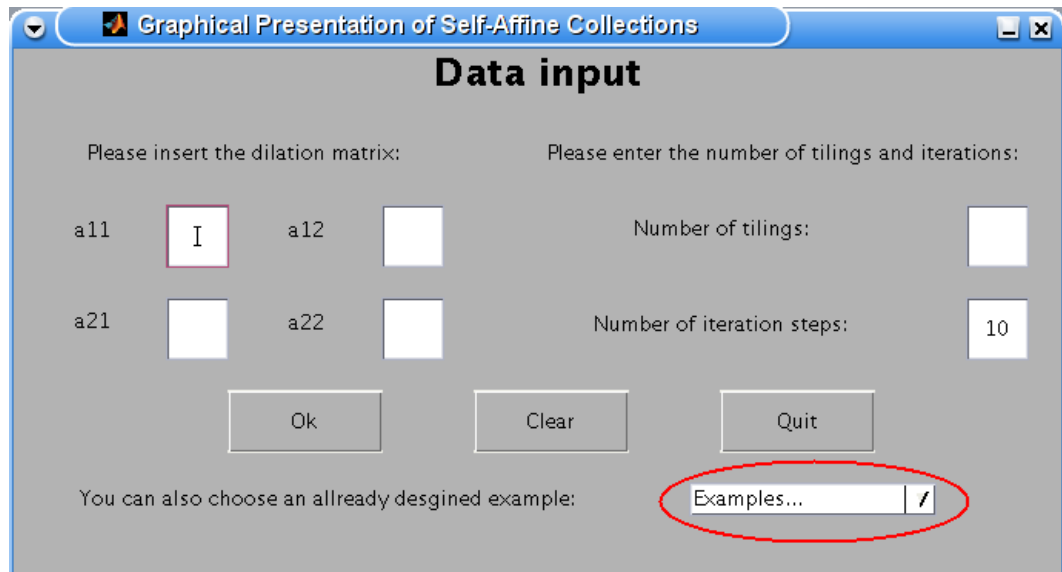 Graphical Presentation of Self-Affine Collections
Data input
Please insert the dilation matrix:
Please enter the number of tilings and iterations:
a11
a12
Number of tilings:
a21
a22
Number of iteration steps:
10
Ok
Clear
Quit
You can also choose an allready desgined example:
Examples...